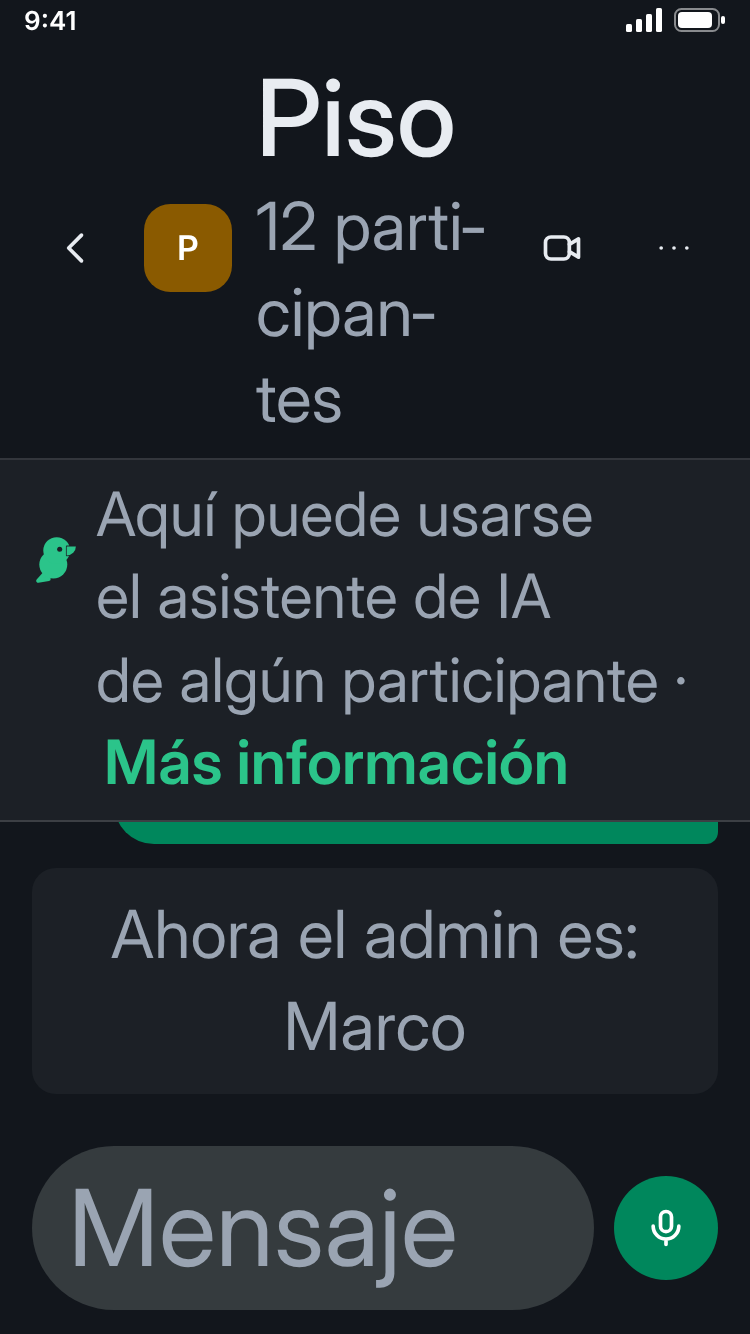 9:41
Piso
P
12 parti-
cipan-
tes
Aquí puede usarse
el asistente de IA
de algún participante ·
Más información
Ahora el admin es:
Marco
Mensaje